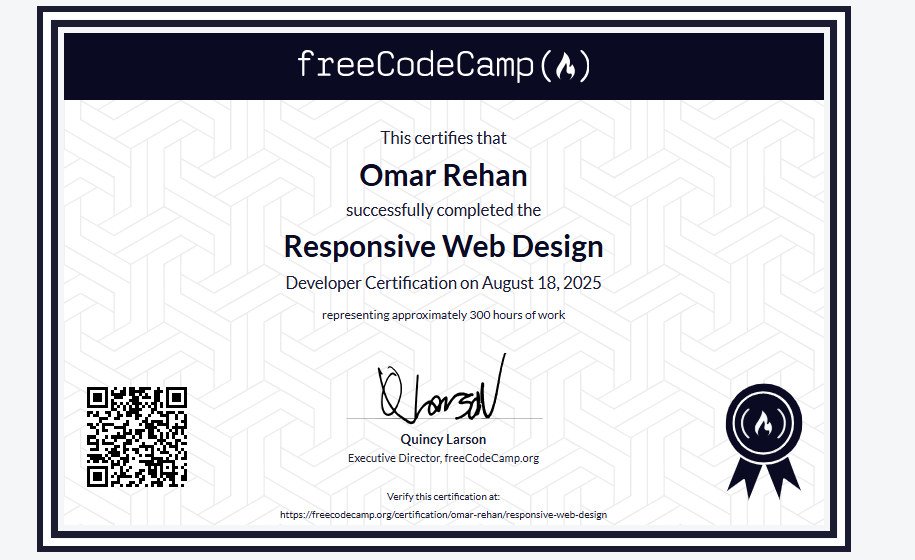 freeCodeCamp(🔥)
This certifies that
Omar Rehan
successfully completed the
Responsive Web Design
Developer Certification on August 18, 2025
representing approximately 300 hours of work
Q Larson
Quincy Larson
Executive Director, freeCodeCamp.org
Verify this certification at:
https://freecodecamp.org/certification/omar-rehan/responsive-web-design